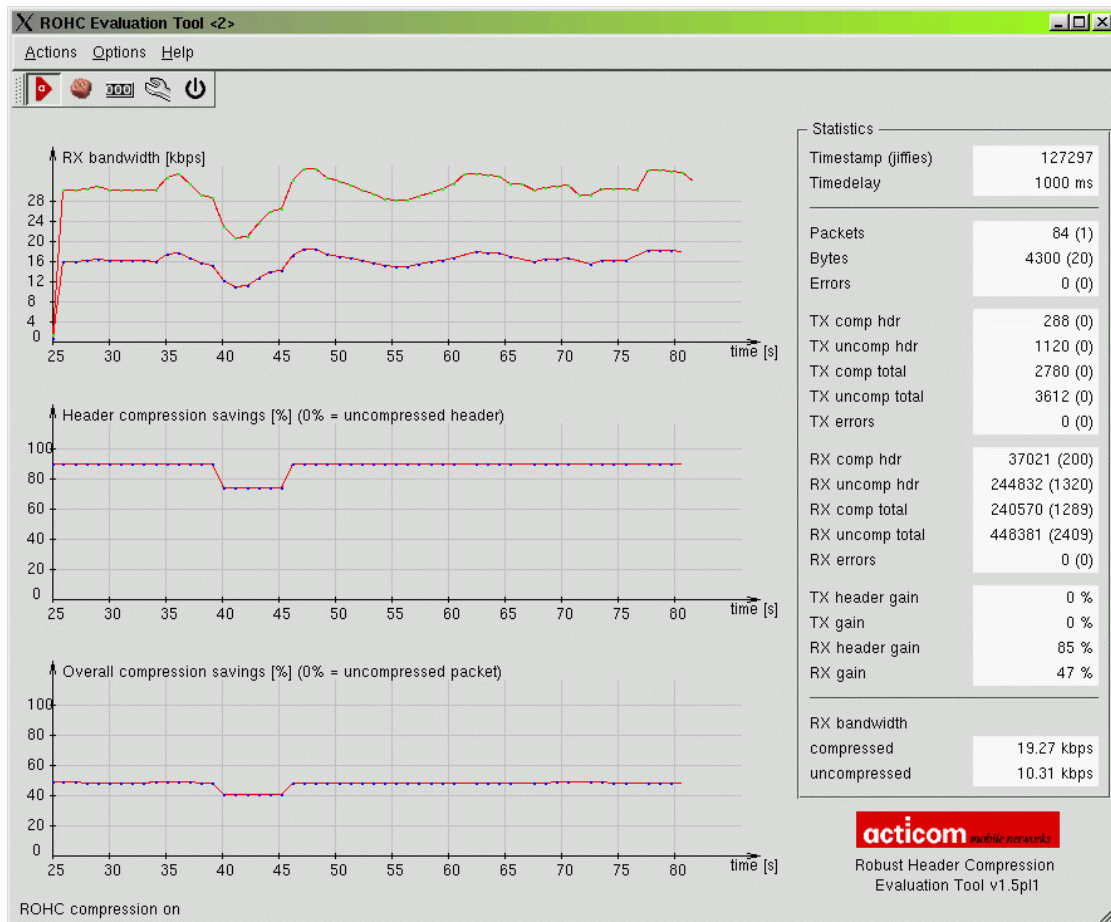 ROHC Evaluation Tool <2>
Actions Options Help
a
000
RX bandwidth [kbps]
28
24
20
16
12
8
4
0
25 30 35 40 45 50 55 60 65 70 75 80 time [s]
Header compression savings [%] (0% = uncompressed header)
100
80
60
40
20
0
25 30 35 40 45 50 55 60 65 70 75 80 time [s]
Overall compression savings [%] (0% = uncompressed packet)
100
80
60
40
20
0
25 30 35 40 45 50 55 60 65 70 75 80 time [s]
ROHC compression on
Statistics
Timestamp (jiffies) 127297
Timedelay 1000 ms
Packets 84 (1)
Bytes 4300 (20)
Errors 0 (0)
TX comp hdr 288 (0)
TX uncomp hdr 1120 (0)
TX comp total 2780 (0)
TX uncomp total 3612 (0)
TX errors 0 (0)
RX comp hdr 37021 (200)
RX uncomp hdr 244832 (1320)
RX comp total 240570 (1289)
RX uncomp total 448381 (2409)
RX errors 0 (0)
TX header gain 0 %
TX gain 0 %
RX header gain 85 %
RX gain 47 %
RX bandwidth
compressed 19.27 kbps
uncompressed 10.31 kbps
acticom mobile networks
Robust Header Compression
Evaluation Tool v1.5pl1